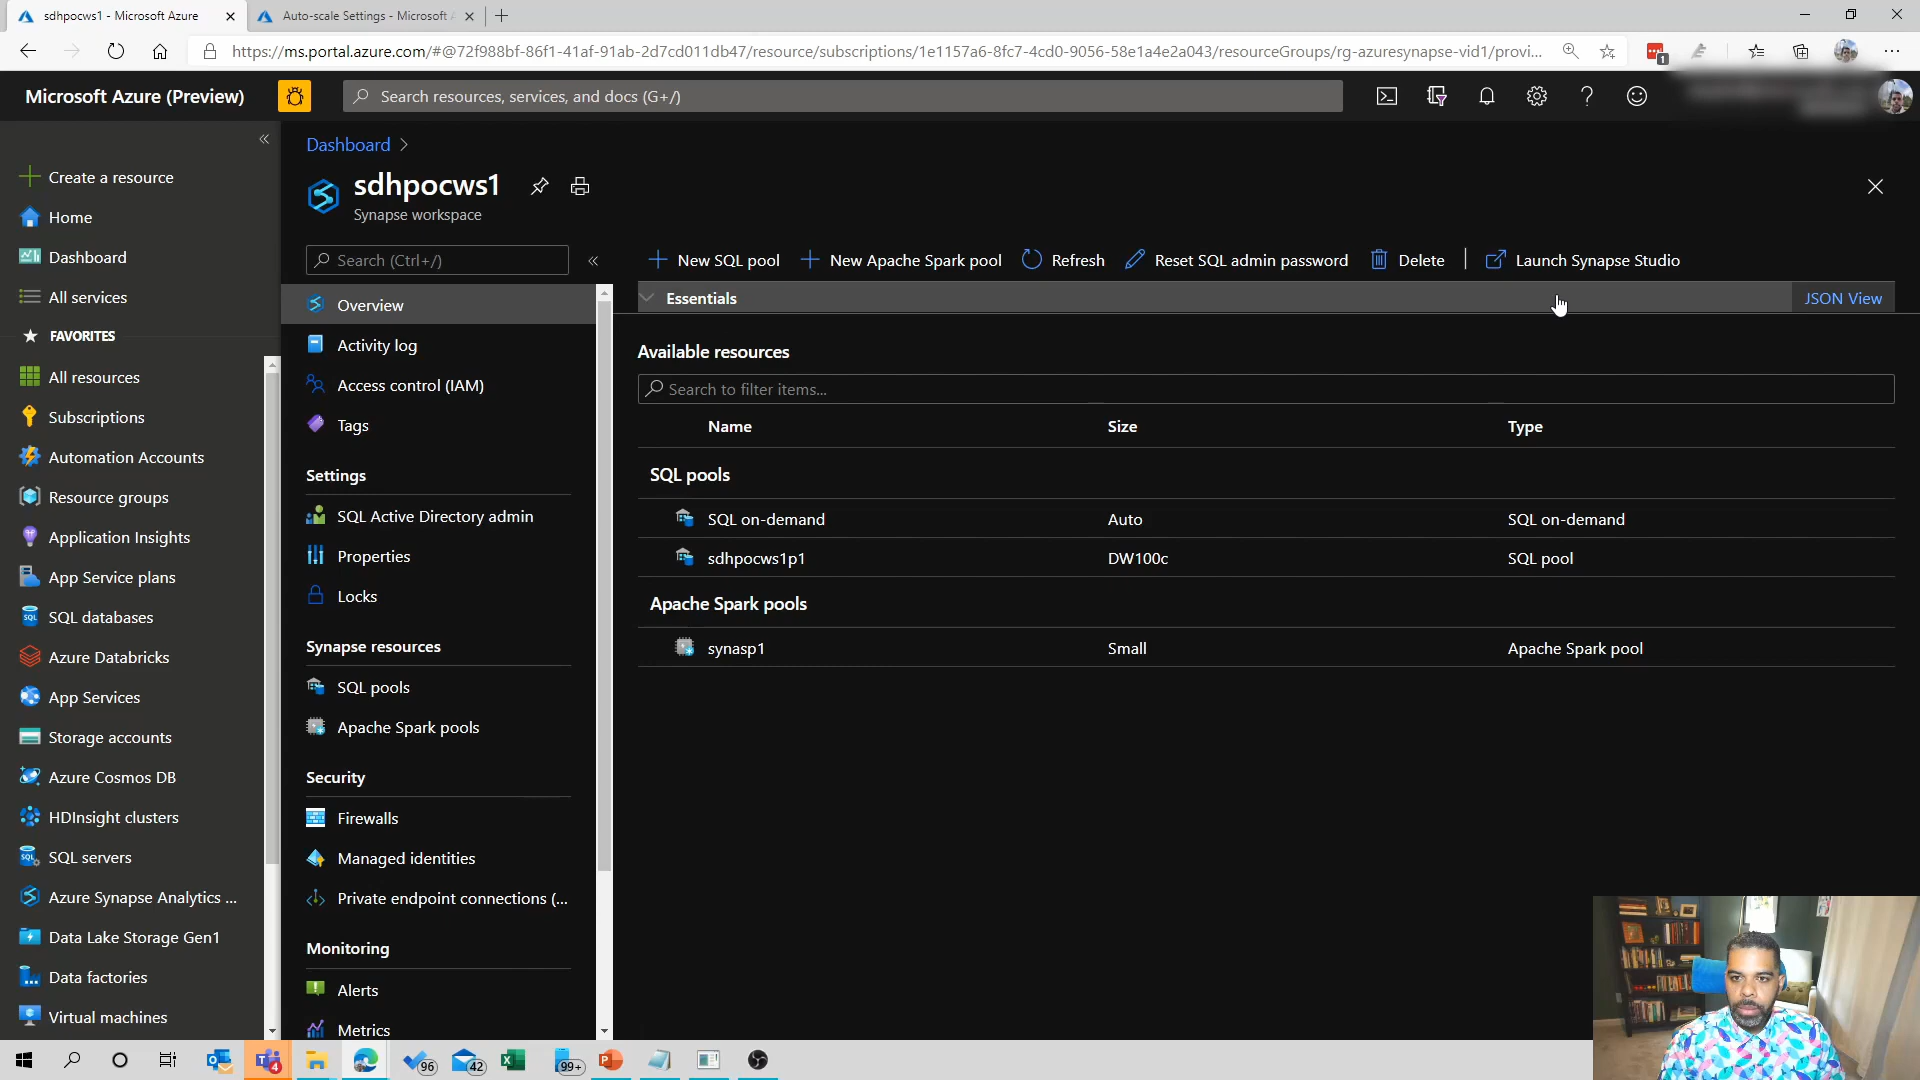 sdhpocws1 - Microsoft Azure
Auto-scale Settings - Microsoft A
https://ms.portal.azure.com/#@72f988bf-86f1-41af-91ab-2d7cd011db47/resource/subscriptions/1e1157a6-8fc7-4cd0-9056-58e1a4e2a043/resourceGroups/rg-azuresynapse-vid1/provi...
1
Microsoft Azure (Preview)
Search resources, services, and docs (G+/)
Create a resource
Home
Dashboard
All services
FAVORITES
All resources
Subscriptions
Automation Accounts
Resource groups
Application Insights
App Service plans
SQL databases
Azure Databricks
App Services
Storage accounts
Azure Cosmos DB
HDInsight clusters
SQL servers
Azure Synapse Analytics ...
Data Lake Storage Gen1
Data factories
Virtual machines
Dashboard
sdhpocws1
Synapse workspace
Search (Ctrl+/)
Overview
Activity log
Access control (IAM)
Tags
Settings
SQL Active Directory admin
Properties
Locks
Synapse resources
SQL pools
Apache Spark pools
Security
Firewalls
Managed identities
Private endpoint connections (...
Monitoring
Alerts
Metrics
New SQL pool
New Apache Spark pool
Refresh
Reset SQL admin password
Delete
Launch Synapse Studio
Essentials
JSON View
Available resources
Search to filter items...
Name Size Type
SQL pools
SQL on-demand Auto SQL on-demand
sdhpocws1p1 DW100c SQL pool
Apache Spark pools
synasp1 Small Apache Spark pool
4
96
42
99+